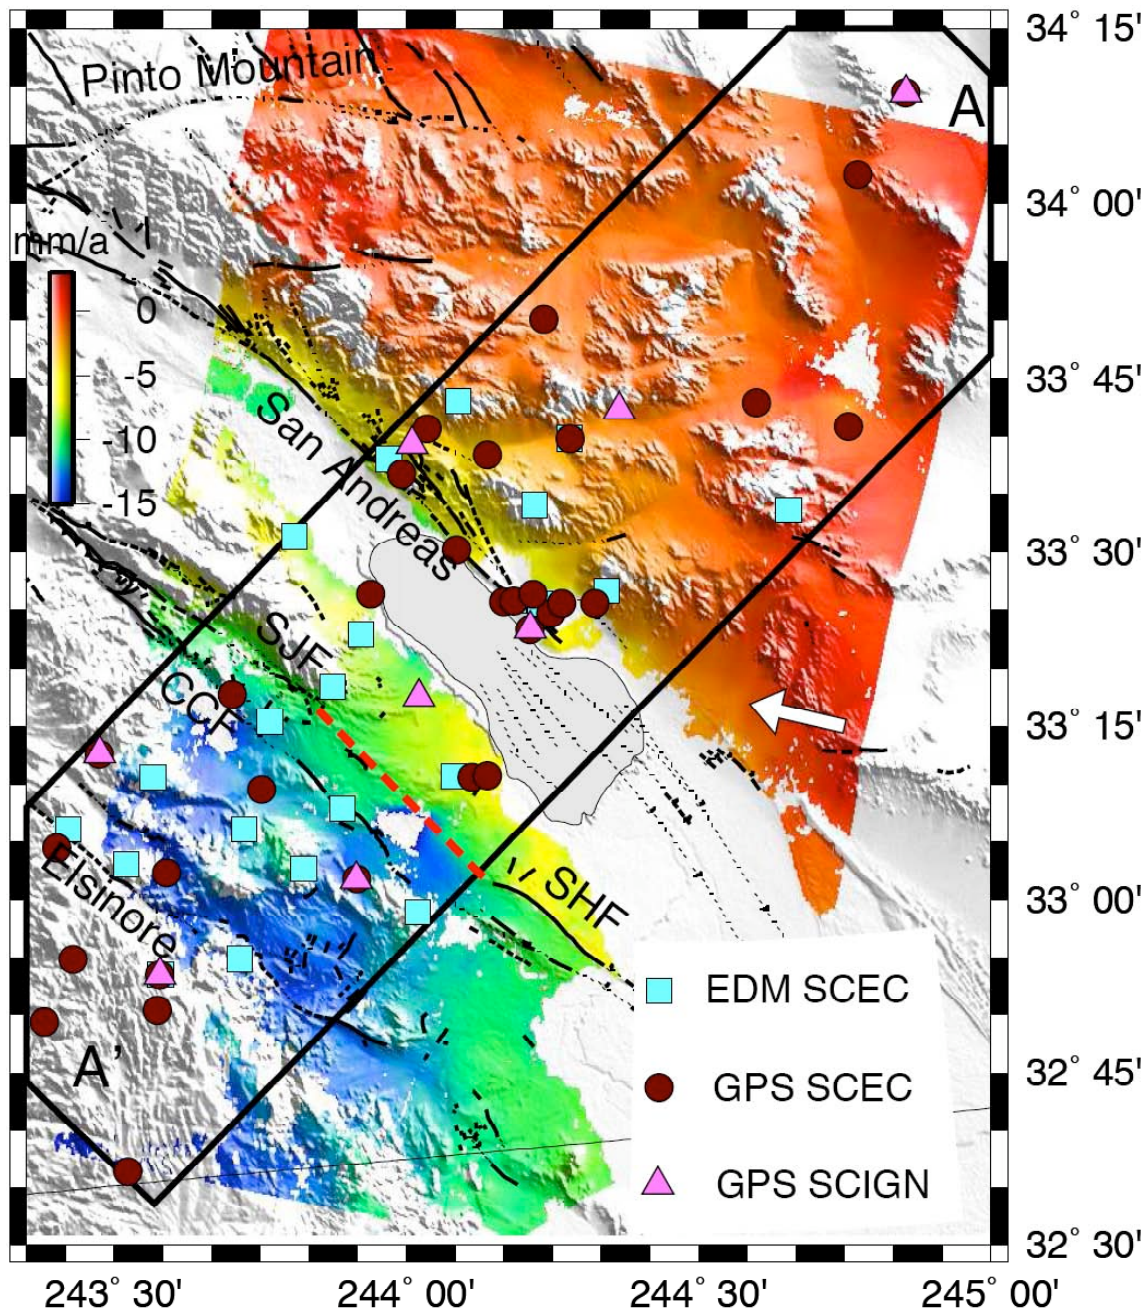 34° 15'
Pinto Mountain
A
34° 00'
mm/a
0
-5
-10
-15
33° 45'
San Andreas
33° 30'
SJF
CCF
33° 15'
Elsinore
SHF
33° 00'
EDM SCEC
A’
32° 45'
GPS SCEC
GPS SCIGN
32° 30'
243° 30'
244° 00'
244° 30'
245° 00'